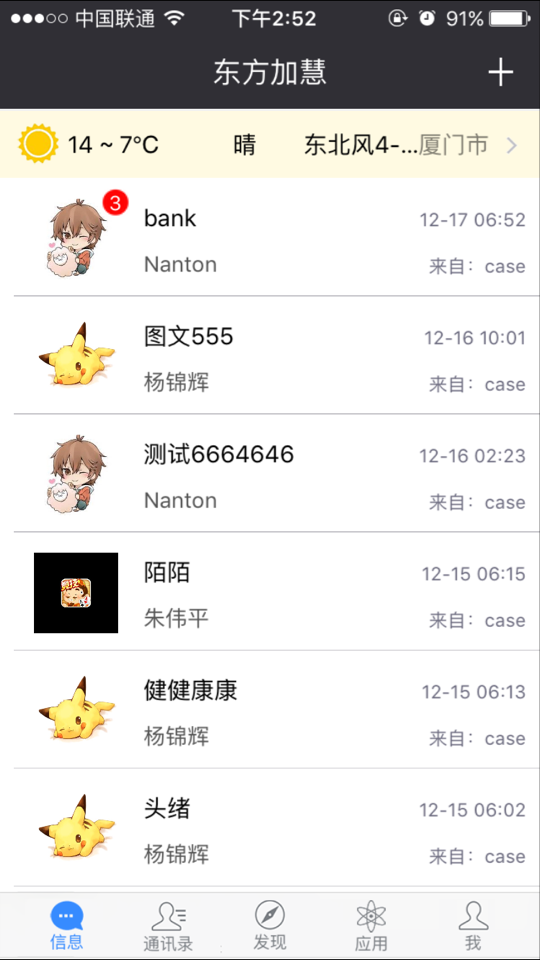 中国联通 下午2:52 91%
东方加慧
14 ~ 7℃ 晴 东北风4-...厦门市
3
bank 12-17 06:52
Nanton 来自：case
图文555 12-16 10:01
杨锦辉 来自：case
测试6664646 12-16 02:23
Nanton 来自：case
陌陌 12-15 06:15
朱伟平 来自：case
健健康康 12-15 06:13
杨锦辉 来自：case
头绪 12-15 06:02
杨锦辉 来自：case
信息 通讯录 发现 应用 我